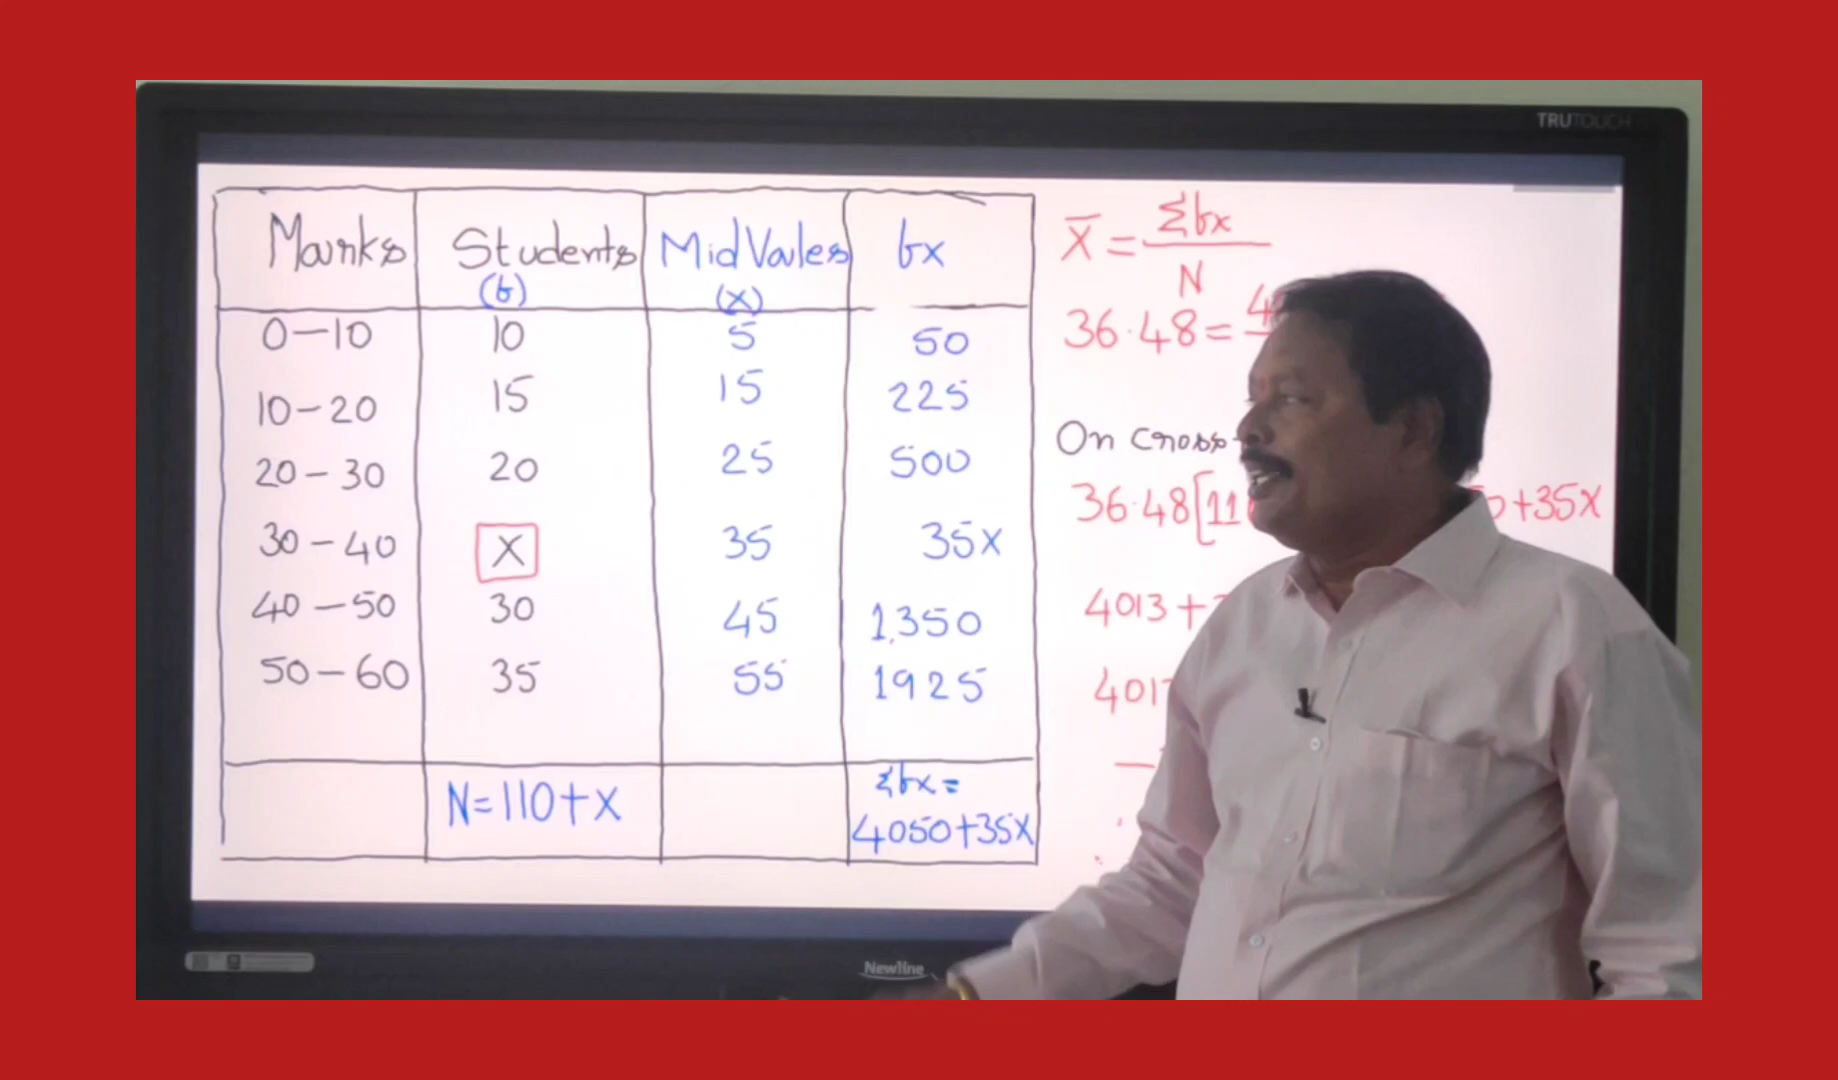 TRUTOUCH
Marks Students Mid Vales fx
(f) (x)
0-10 10 5 50
10-20 15 15 225
20-30 20 25 500
30-40 X 35 35x
40-50 30 45 1,350
50-60 35 55 1925
N=110+X Σfx=
4050+35X
X̄ = Σfx
N
36.48= 4
On cross-
36.48[11 +35X
4013+
401
Newline